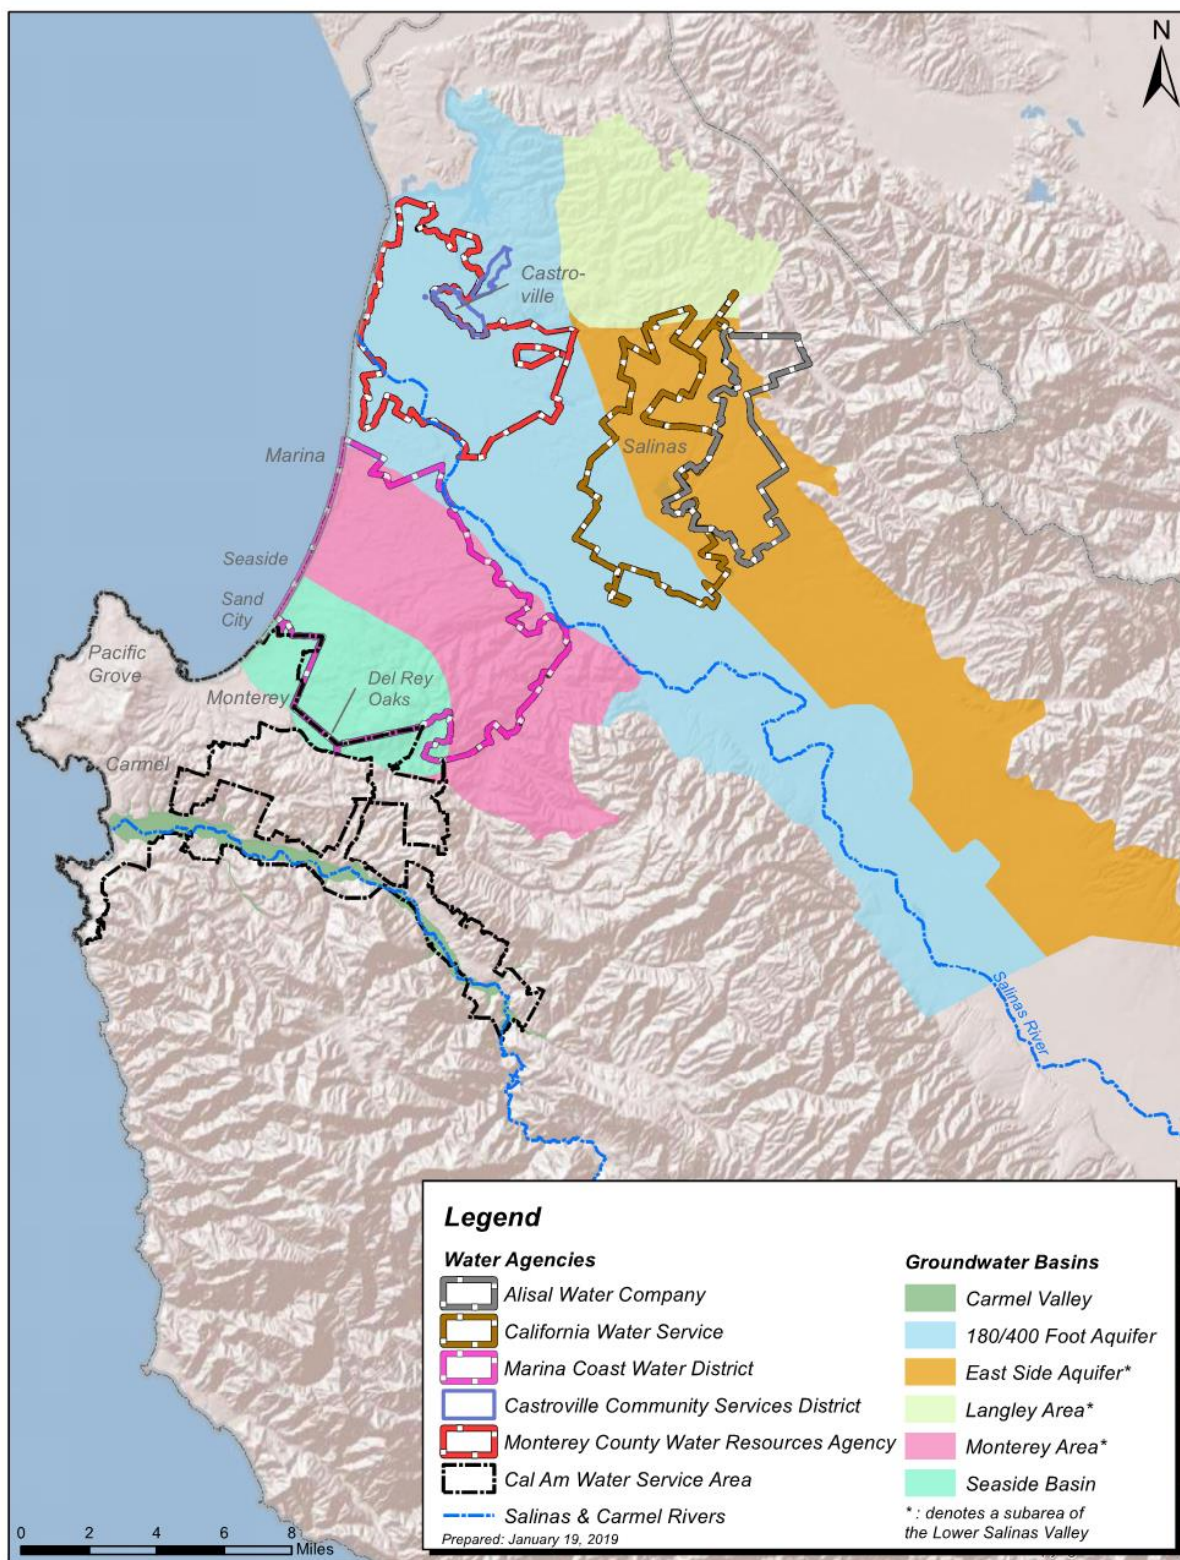 N
Castro-
ville
Salinas
Marina
Seaside
Sand
City
Pacific
Grove
Monterey
Del Rey
Oaks
Carmel
Salinas River
Legend
Water Agencies
Alisal Water Company
California Water Service
Marina Coast Water District
Castroville Community Services District
Monterey County Water Resources Agency
Cal Am Water Service Area
Salinas & Carmel Rivers
Prepared: January 19, 2019
Groundwater Basins
Carmel Valley
180/400 Foot Aquifer
East Side Aquifer*
Langley Area*
Monterey Area*
Seaside Basin
* : denotes a subarea of
the Lower Salinas Valley
0 2 4 6 8
Miles